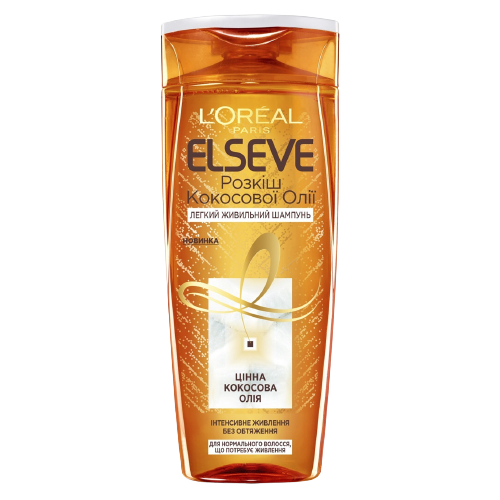 L'ORÉAL
PARIS
ELSEVE
Розкіш
Кокосової Олії
ЛЕГКИЙ ЖИВИЛЬНИЙ ШАМПУНЬ
НОВИНКА
ЦІННА
КОКОСОВА
ОЛІЯ
ІНТЕНСИВНЕ ЖИВЛЕННЯ
БЕЗ ОБТЯЖЕННЯ
ДЛЯ НОРМАЛЬНОГО ВОЛОССЯ,
ЩО ПОТРЕБУЄ ЖИВЛЕННЯ